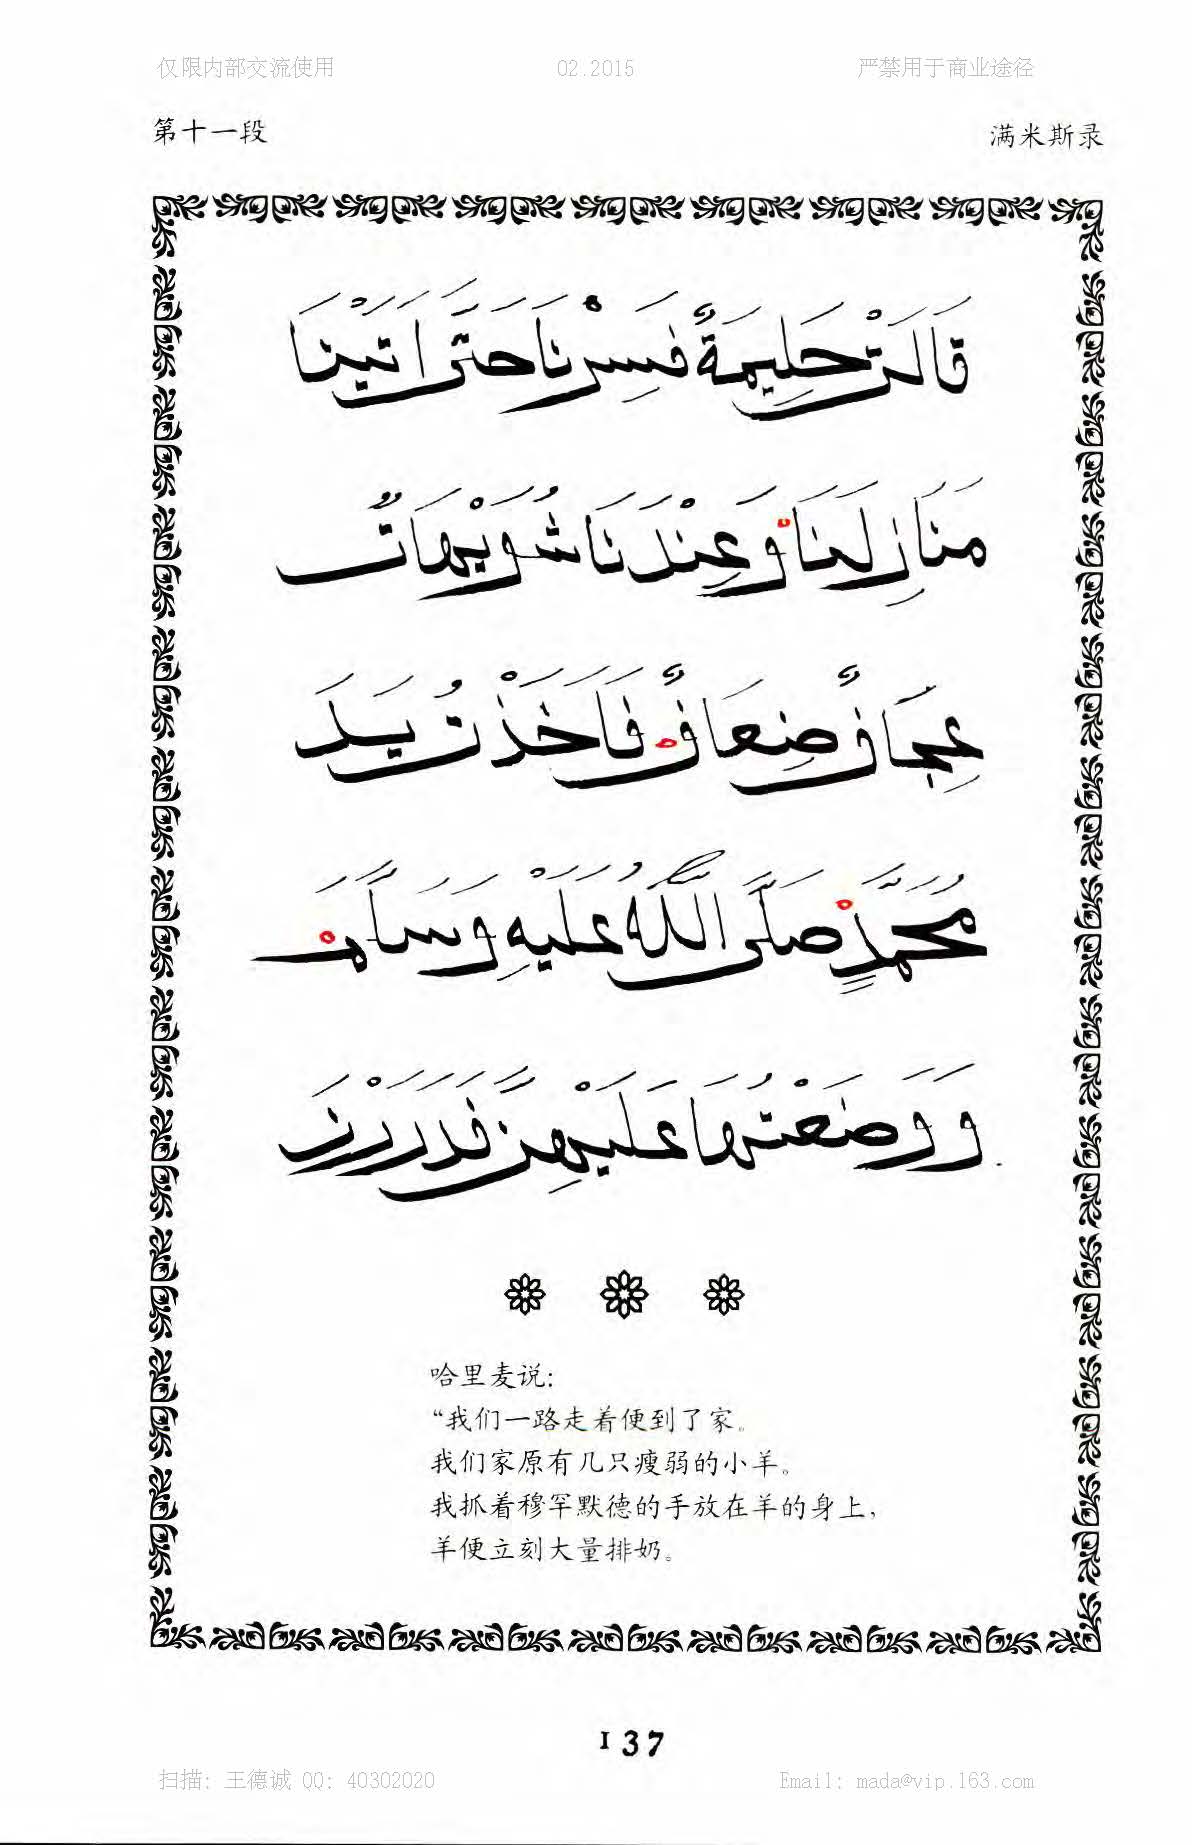 仅限内部交流使用 02.2015 严禁用于商业途径
第十一段 满米斯录
قَالَتْ حَلِيمَةُ فَسِرْنَا حَتَّى اَتَيْنَا
مَنَازِلَنَا وَعِنْدَنَا شُوَيْهَاتٌ
عِجَافٌ ضِعَافٌ فَاَخَذْتُ يَدَ
مُحَمَّدٍ صَلَّى اللّٰهُ عَلَيْهِ وَسَلَّمَ
وَوَضَعْتُهَا عَلَيْهِنَّ فَدَرَرْنَ
哈里麦说：
“我们一路走着便到了家。
我们家原有几只瘦弱的小羊。
我抓着穆罕默德的手放在羊的身上，
羊便立刻大量排奶。
137
扫描: 王德诚 QQ: 40302020 Email: mada@vip.163.com